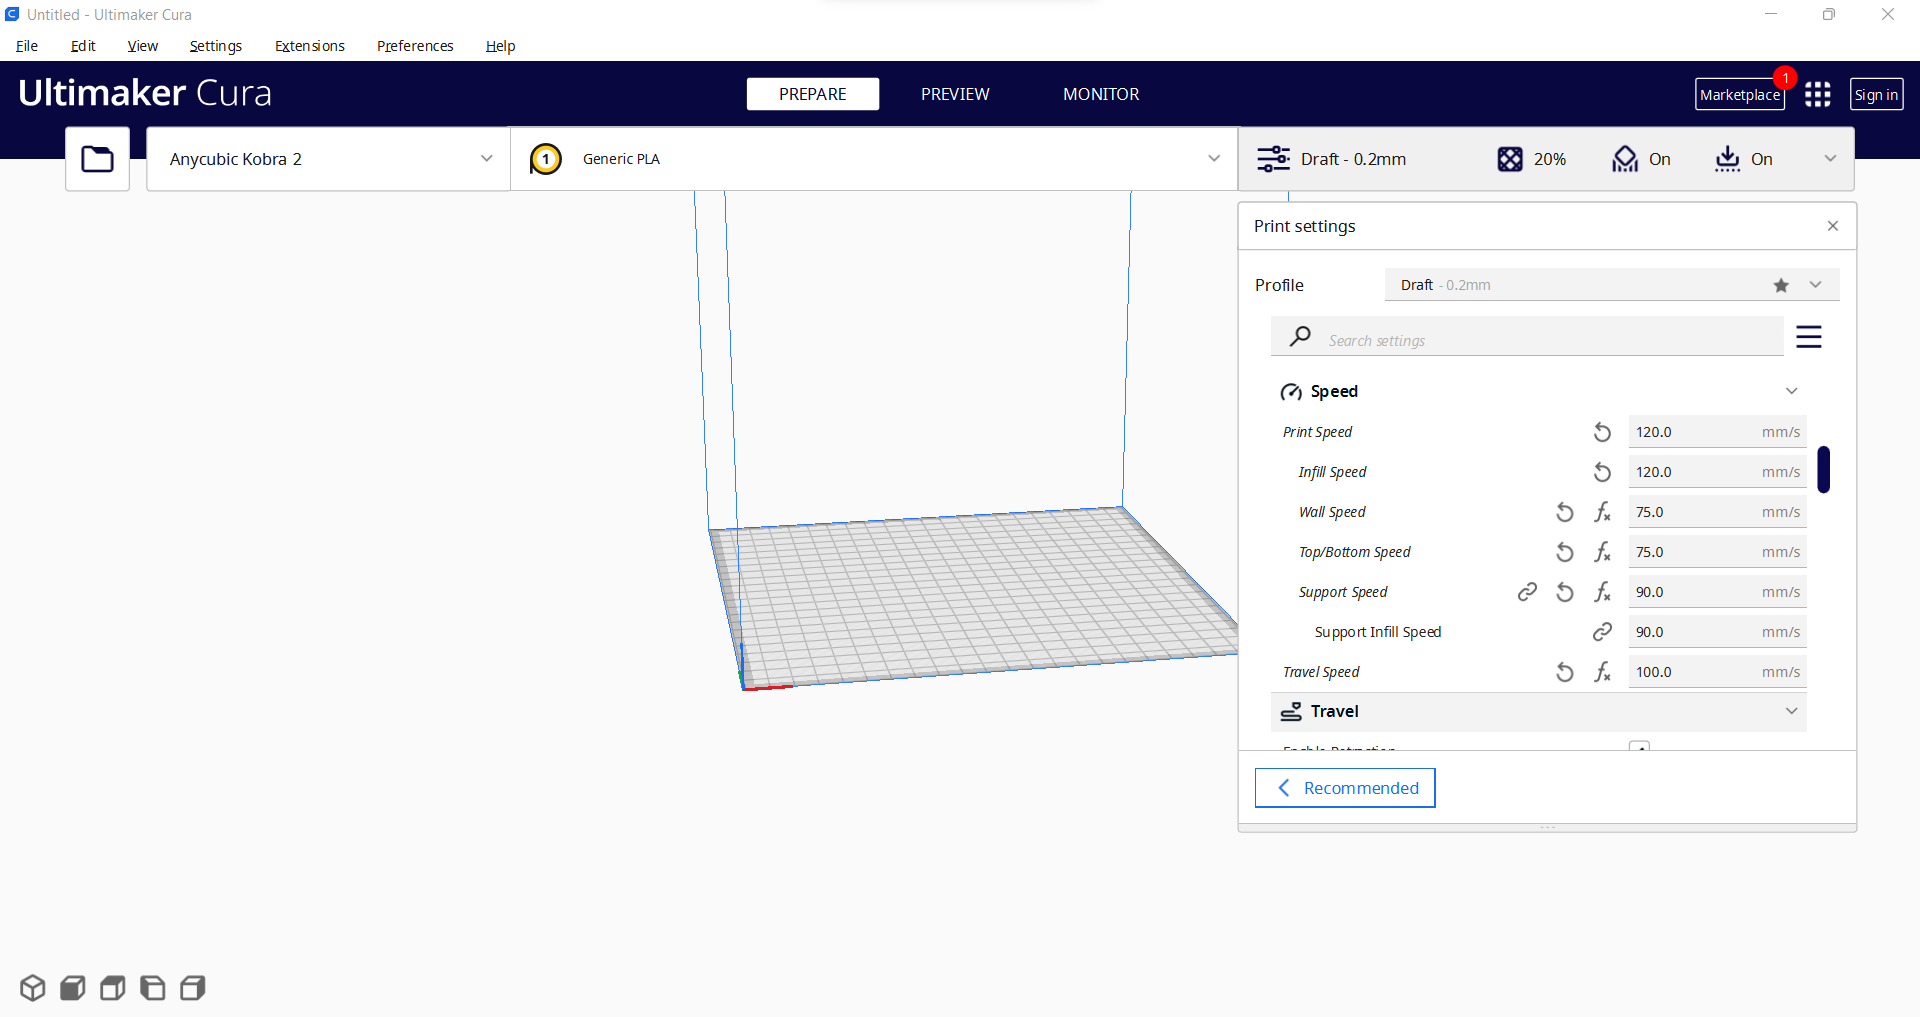 Untitled - Ultimaker Cura
File Edit View Settings Extensions Preferences Help
Ultimaker Cura
PREPARE PREVIEW MONITOR
Marketplace 1 Sign in
Anycubic Kobra 2
1 Generic PLA
Draft - 0.2mm 20% On On
Print settings
Profile Draft - 0.2mm
Search settings
Speed
Print Speed 120.0 mm/s
Infill Speed 120.0 mm/s
Wall Speed 75.0 mm/s
Top/Bottom Speed 75.0 mm/s
Support Speed 90.0 mm/s
Support Infill Speed 90.0 mm/s
Travel Speed 100.0 mm/s
Travel
Enable Retraction
Recommended